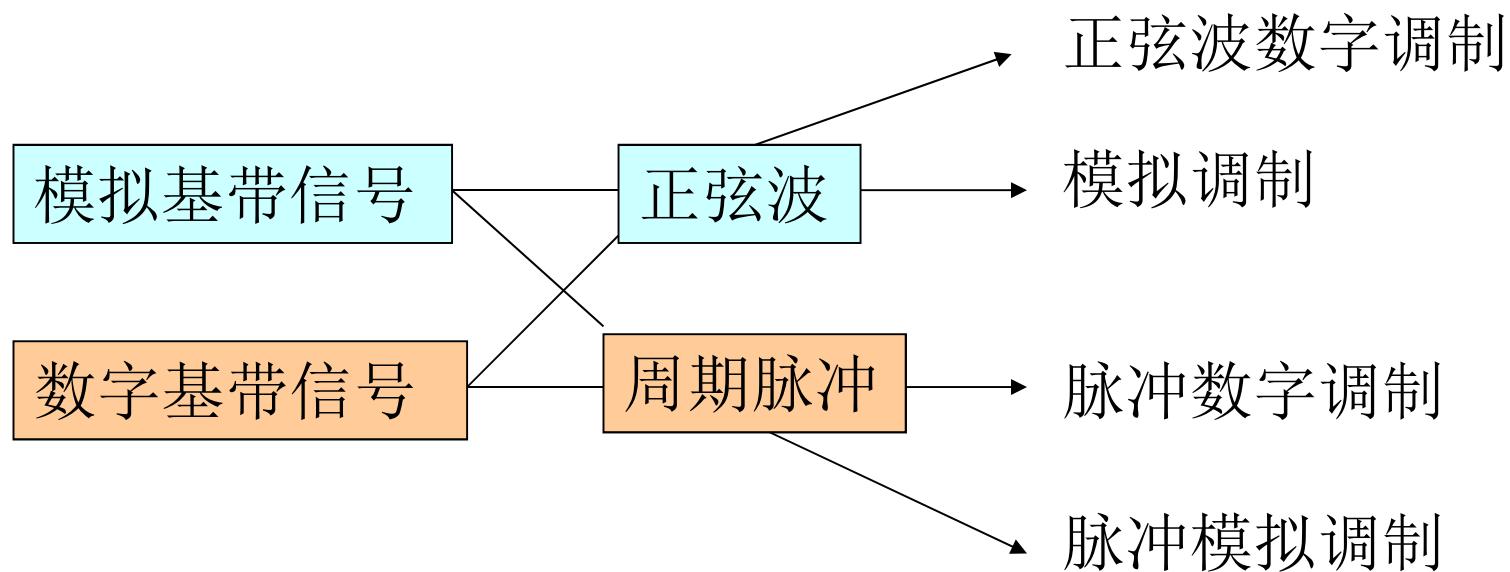 正弦波数字调制
模拟基带信号
正弦波
模拟调制
数字基带信号
周期脉冲
脉冲数字调制
脉冲模拟调制